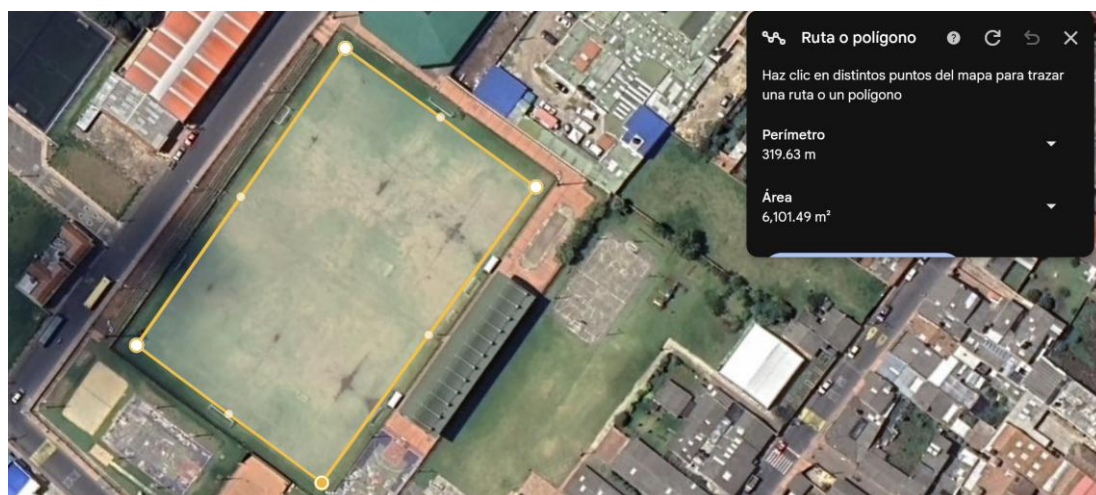 Ruta o polígono
Haz clic en distintos puntos del mapa para trazar
una ruta o un polígono
Perímetro
319.63 m
Área
6,101.49 m²